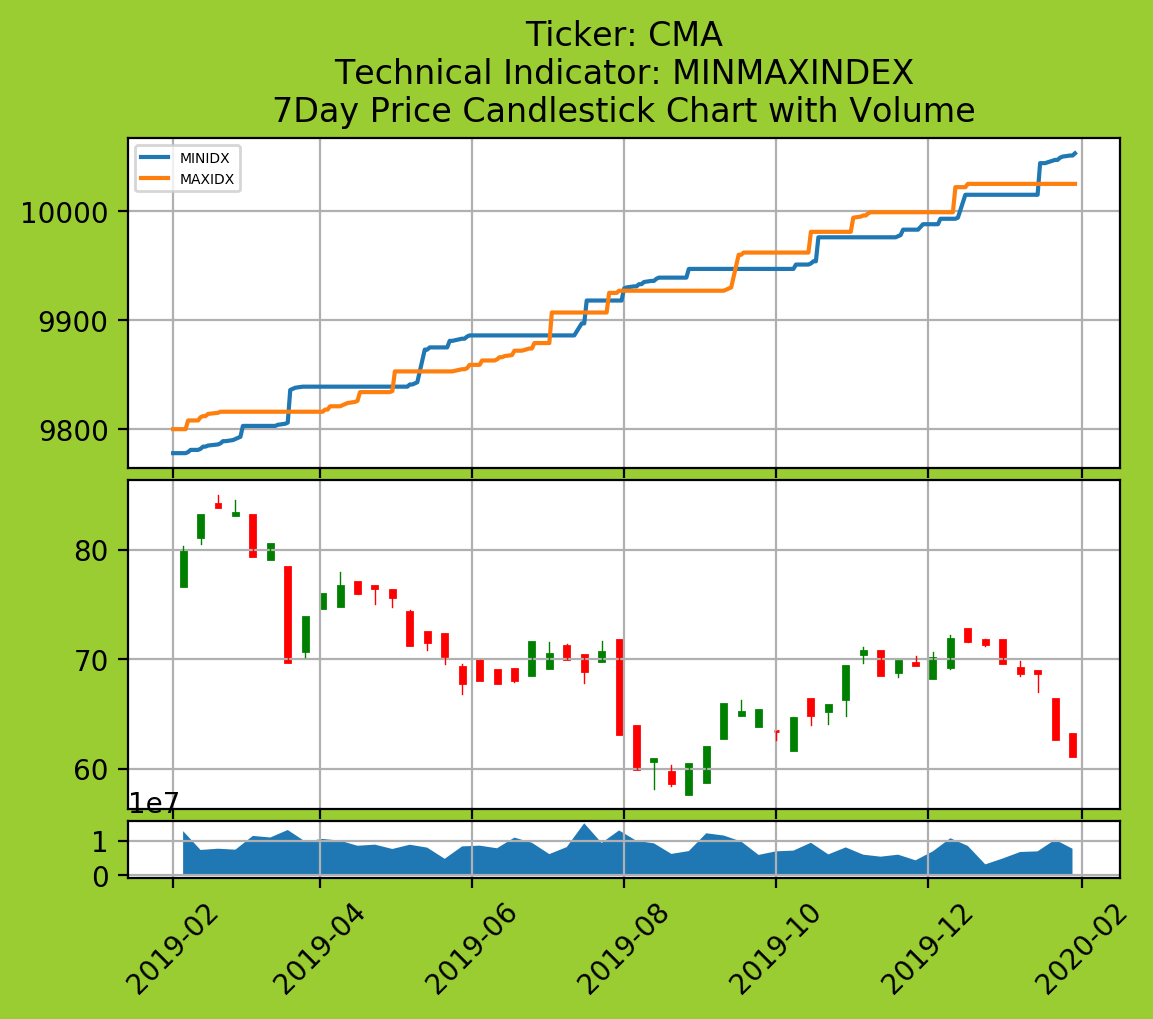 Ticker: CMA
Technical Indicator: MINMAXINDEX
7Day Price Candlestick Chart with Volume
MINIDX
MAXIDX
10000
9900
9800
80
70
60
1e7
1
0
2019-02
2019-04
2019-06
2019-08
2019-10
2019-12
2020-02